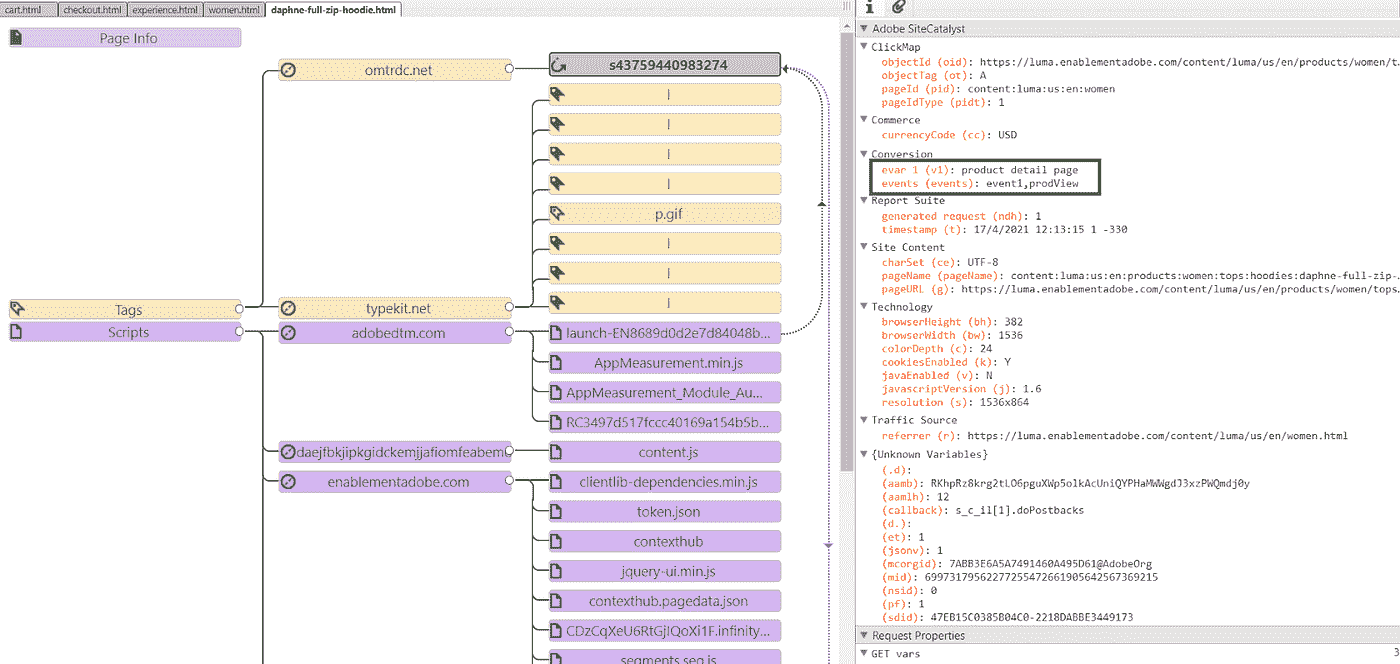 cart.html
checkout.html
experience.html
women.html
daphne-full-zip-hoodie.html
Page Info
omtrdc.net
s43759440983274
p.gif
Tags
typekit.net
Scripts
adobedtm.com
launch-EN8689d0d2e7d84048b...
AppMeasurement.min.js
AppMeasurement_Module_Au...
RC3497d517fccc40169a154b5b...
daejfbkjipkgidckemjjafiomfeabemu
content.js
enablementadobe.com
clientlib-dependencies.min.js
token.json
contexthub
jquery-ui.min.js
contexthub.pagedata.json
CDzCqXeU6RtGjIQoXi1F.infinity...
segments.seg.js
Adobe SiteCatalyst
ClickMap
objectId (oid): https://luma.enablementadobe.com/content/luma/us/en/products/women/t
objectTag (ot): A
pageId (pid): content:luma:us:en:women
pageIdType (pidt): 1
Commerce
currencyCode (cc): USD
Conversion
evar 1 (v1): product detail page
events (events): event1,prodView
Report Suite
generated request (ndh): 1
timestamp (t): 17/4/2021 12:13:15 1 -330
Site Content
charSet (ce): UTF-8
pageName (pageName): content:luma:us:en:products:women:tops:hoodies:daphne-full-zip-
pageURL (g): https://luma.enablementadobe.com/content/luma/us/en/products/women/tops
Technology
browserHeight (bh): 382
browserWidth (bw): 1536
colorDepth (c): 24
cookiesEnabled (k): Y
javaEnabled (v): N
javascriptVersion (j): 1.6
resolution (s): 1536x864
Traffic Source
referrer (r): https://luma.enablementadobe.com/content/luma/us/en/women.html
{Unknown Variables}
(.d):
(aamb): RKhpRz8krg2tLO6pguXWp5olkAcUniQYPHaMWWgdJ3xzPWQmdj0y
(aamlh): 12
(callback): s_c_il[1].doPostbacks
(d.):
(et): 1
(jsonv): 1
(mcorgid): 7ABB3E6A5A7491460A495D61@AdobeOrg
(mid): 69973179562277255472661905642567369215
(nsid): 0
(pf): 1
(sdid): 47EB15C0385B04C0-2218DABBE3449173
Request Properties
GET vars